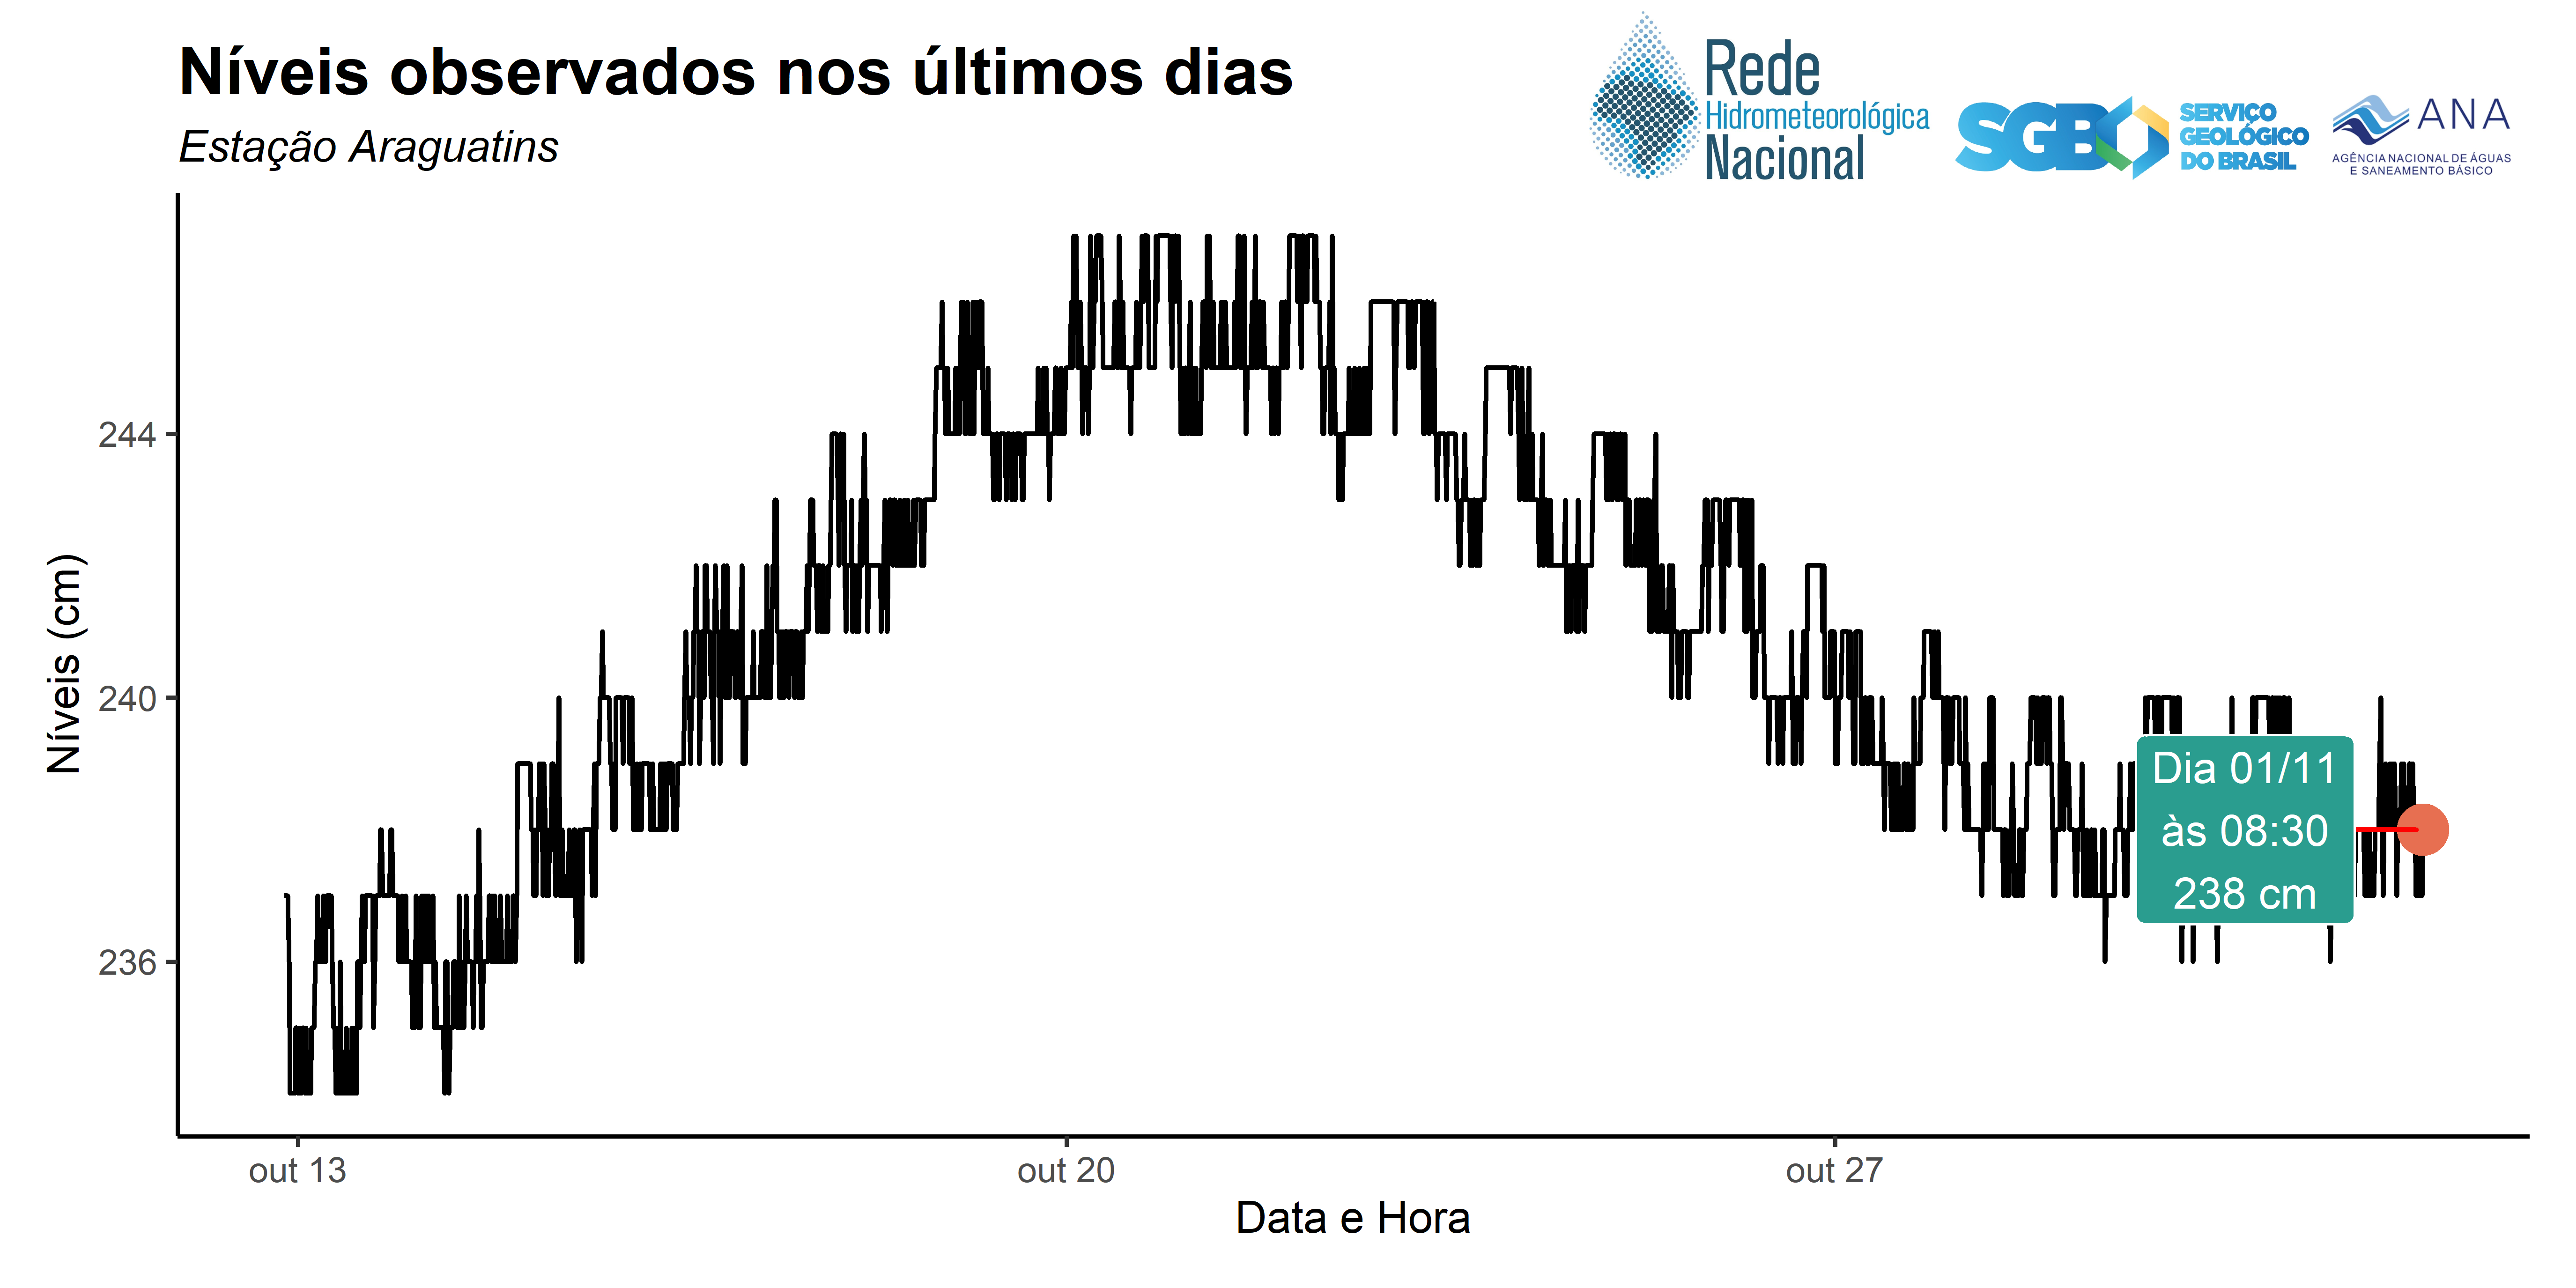 Níveis observados nos últimos dias
Estação Araguatins
Rede
Hidrometeorológica
Nacional
SGB
SERVIÇO
GEOLÓGICO
DO BRASIL
ANA
AGÊNCIA NACIONAL DE ÁGUAS
E SANEAMENTO BÁSICO
Níveis (cm)
244
240
236
Dia 01/11
às 08:30
238 cm
out 13
out 20
out 27
Data e Hora